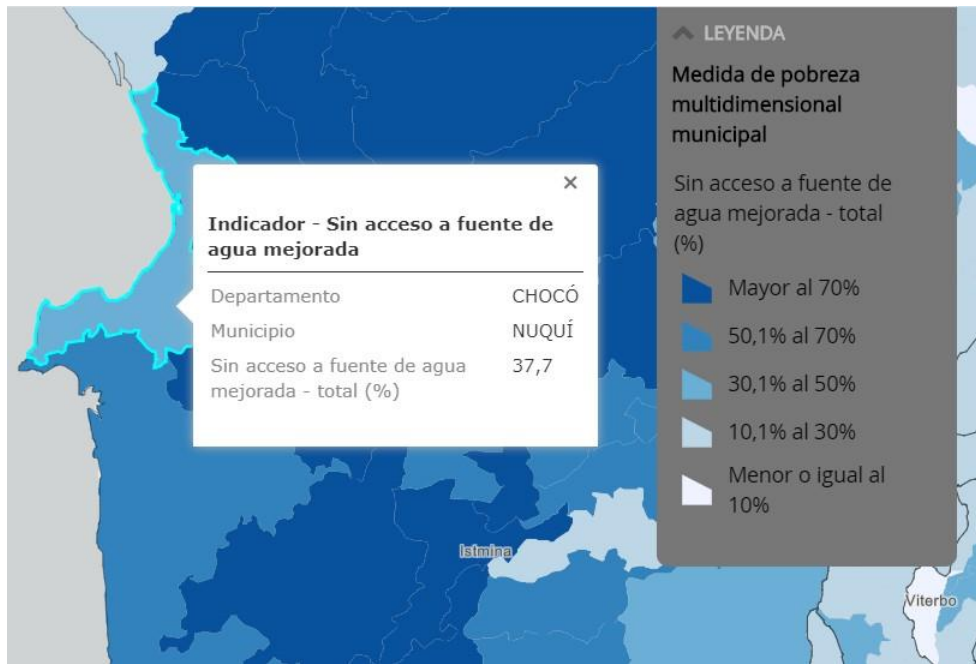 LEYENDA
Medida de pobreza
multidimensional
municipal
Sin acceso a fuente de
agua mejorada - total
(%)
Mayor al 70%
50,1% al 70%
30,1% al 50%
10,1% al 30%
Menor o igual al
10%
×
Indicador - Sin acceso a fuente de
agua mejorada
Departamento CHOCÓ
Municipio NUQUÍ
Sin acceso a fuente de agua 37,7
mejorada - total (%)
Istmina
Viterbo